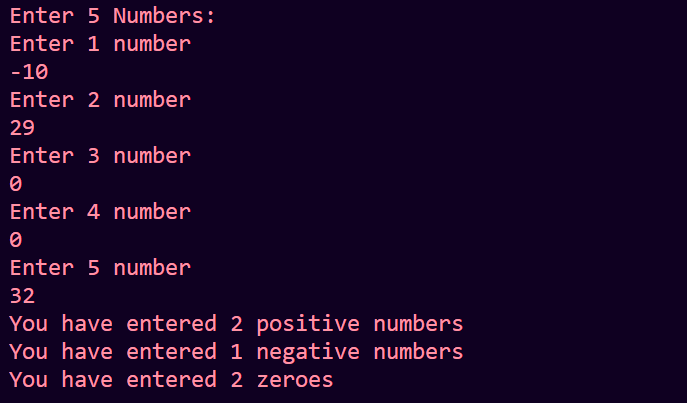 Enter 5 Numbers:
Enter 1 number
-10
Enter 2 number
29
Enter 3 number
0
Enter 4 number
0
Enter 5 number
32
You have entered 2 positive numbers
You have entered 1 negative numbers
You have entered 2 zeroes